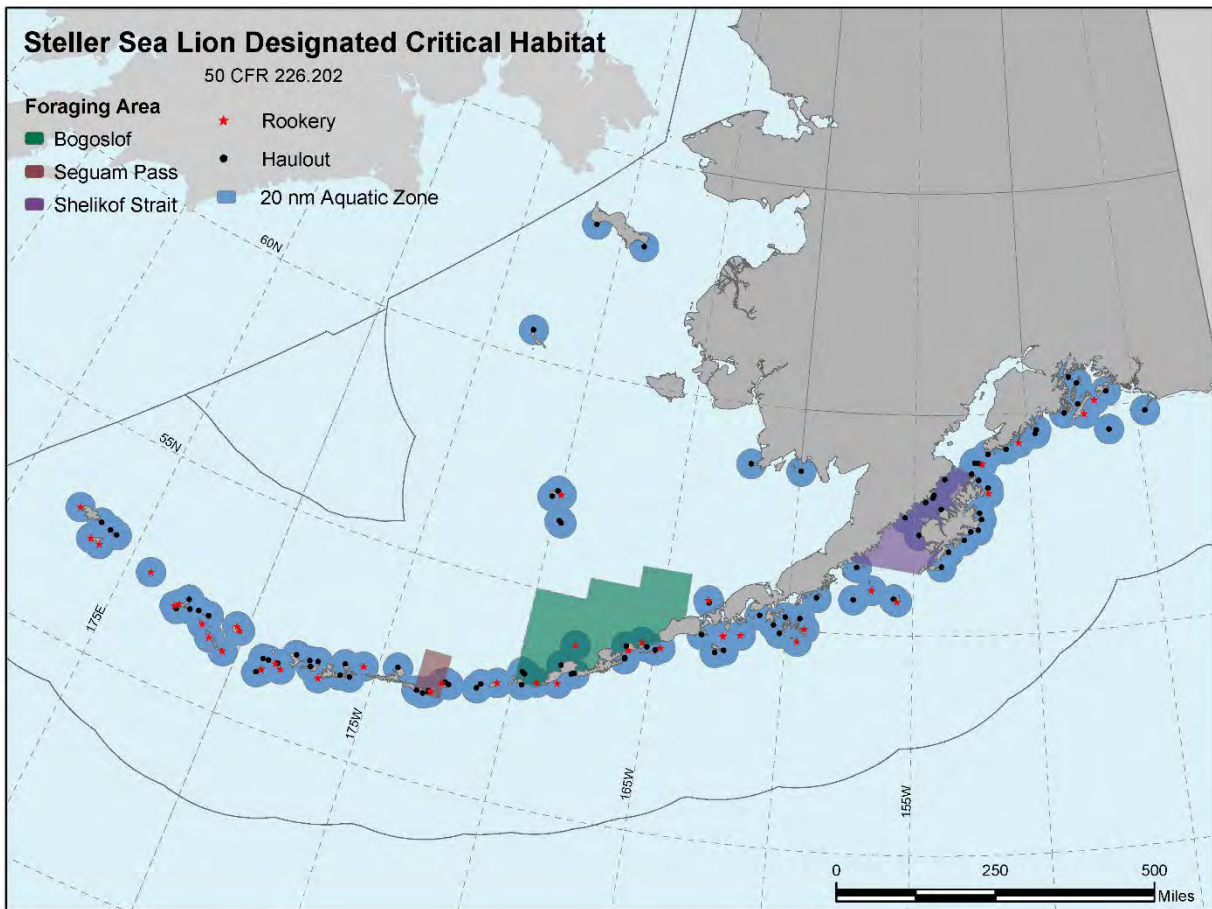 Steller Sea Lion Designated Critical Habitat
50 CFR 226.202
Foraging Area
Bogoslof
Seguam Pass
Shelikof Strait
Rookery
Haulout
20 nm Aquatic Zone
60N
55N
175E
175W
165W
155W
0 250 500
Miles